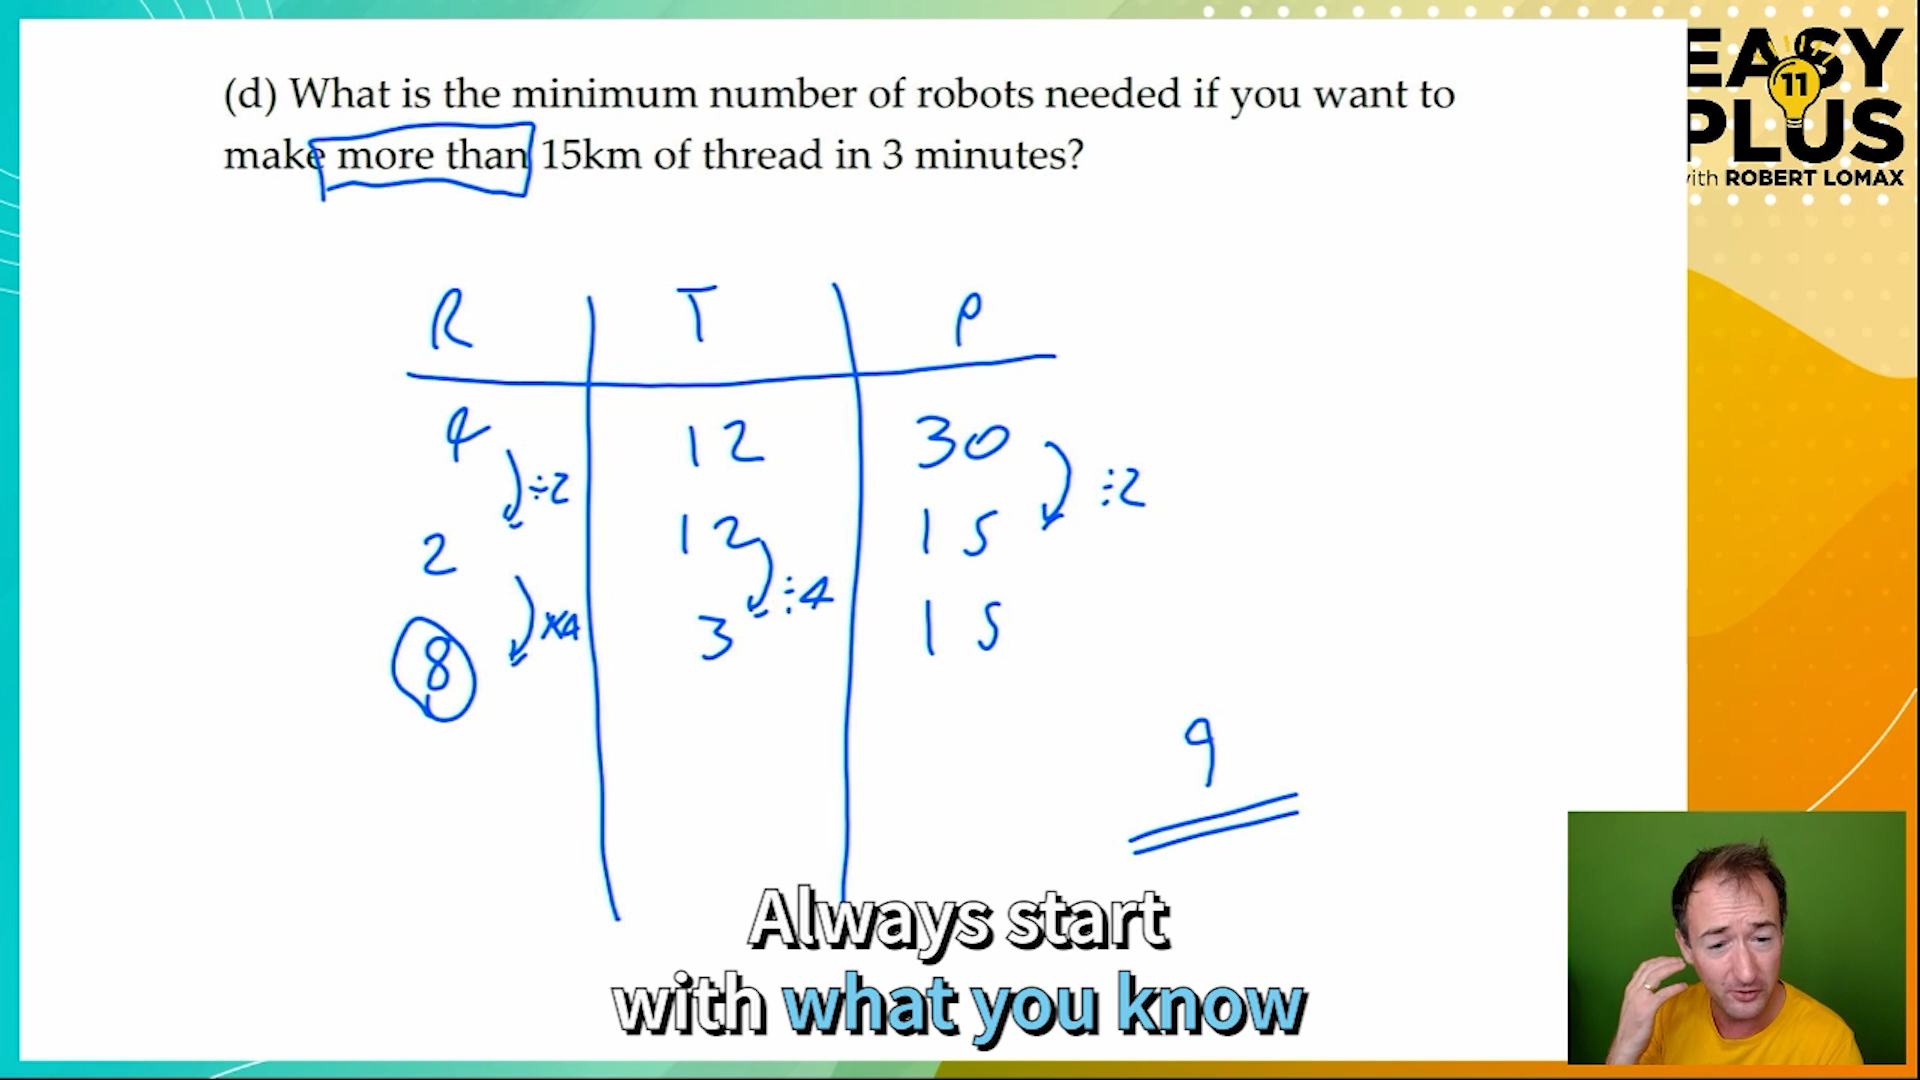 (d) What is the minimum number of robots needed if you want to
make more than 15km of thread in 3 minutes?
EASY
11
PLUS
with ROBERT LOMAX
R T P
4 12 30
÷2 ÷2
2 12 15
×4 ÷4
8 3 15
9
Always start
with what you know